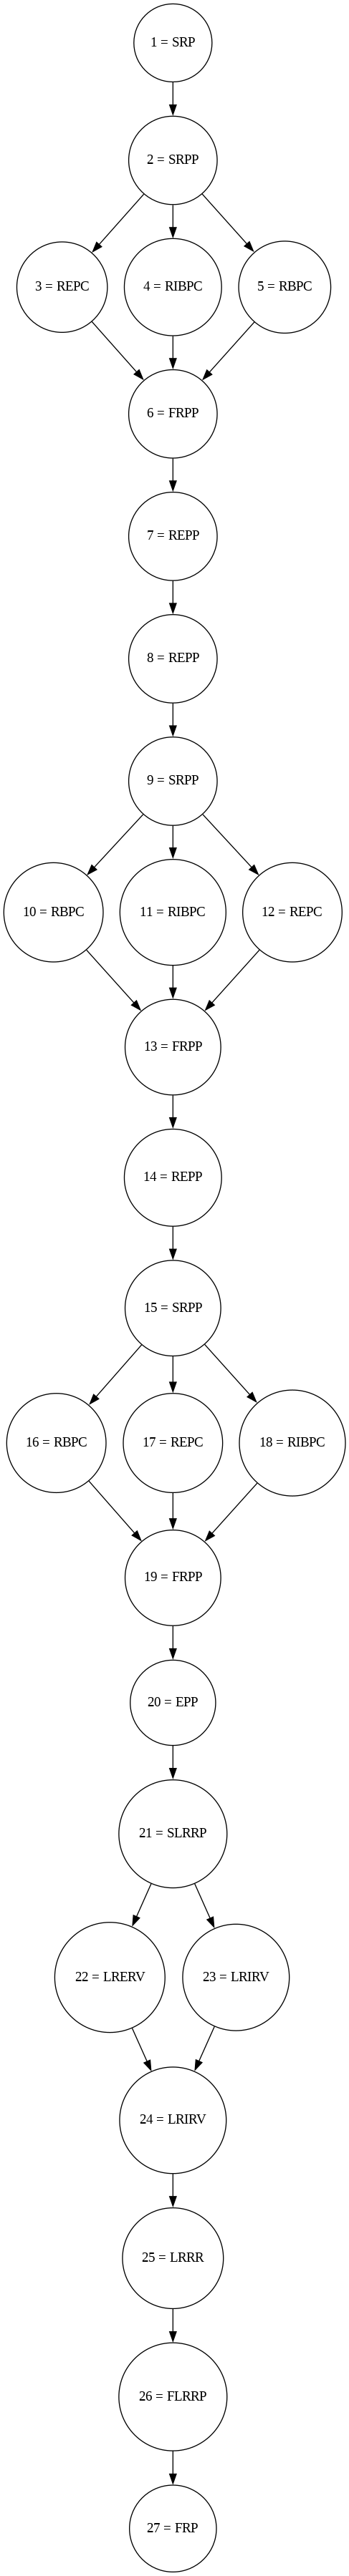 1 = SRP
2 = SRPP
3 = REPC
4 = RIBPC
5 = RBPC
6 = FRPP
7 = REPP
8 = REPP
9 = SRPP
10 = RBPC
11 = RIBPC
12 = REPC
13 = FRPP
14 = REPP
15 = SRPP
16 = RBPC
17 = REPC
18 = RIBPC
19 = FRPP
20 = EPP
21 = SLRRP
22 = LRERV
23 = LRIRV
24 = LRIRV
25 = LRRR
26 = FLRRP
27 = FRP